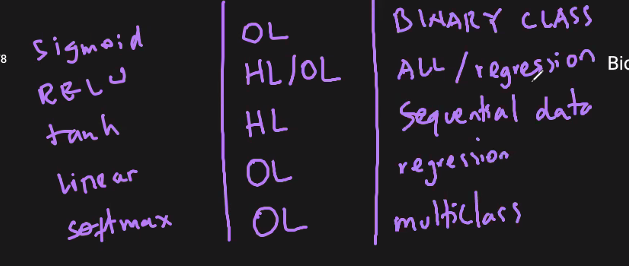 Sigmoid OL BINARY CLASS
RELU HL/OL ALL / regression
tanh HL Sequential data
linear OL regression
softmax OL multiclass
8
Bio